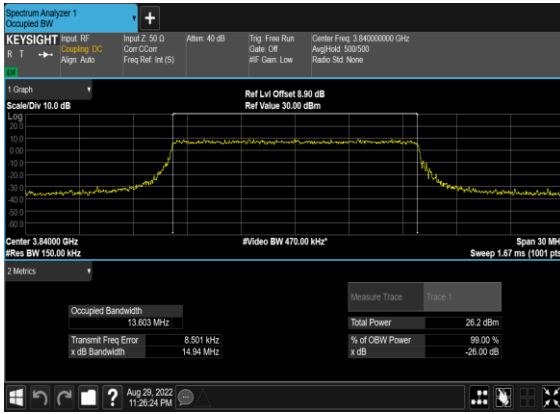 Spectrum Analyzer 1
Occupied BW
+
KEYSIGHT Input: RF Input Z: 50 Ω Atten: 40 dB Trig: Free Run Center Freq: 3.840000000 GHz
R T Coupling: DC Corr CCorr Gate: Off Avg|Hold: 500/500
Align: Auto Freq Ref: Int (S) #IF Gain: Low Radio Std: None
LXI
1 Graph
Ref Lvl Offset 8.90 dB
Scale/Div 10.0 dB Ref Value 30.00 dBm
Log
20.0
10.0
0.00
-10.0
-20.0
-30.0
-40.0
-50.0
-60.0
Center 3.84000 GHz #Video BW 470.00 kHz* Span 30 MH
#Res BW 150.00 kHz Sweep 1.67 ms (1001 pts
2 Metrics
Measure Trace Trace 1
Occupied Bandwidth
13.603 MHz Total Power 26.2 dBm
Transmit Freq Error 8.501 kHz % of OBW Power 99.00 %
x dB Bandwidth 14.94 MHz x dB -26.00 dB
? Aug 29, 2022
11:26:24 PM